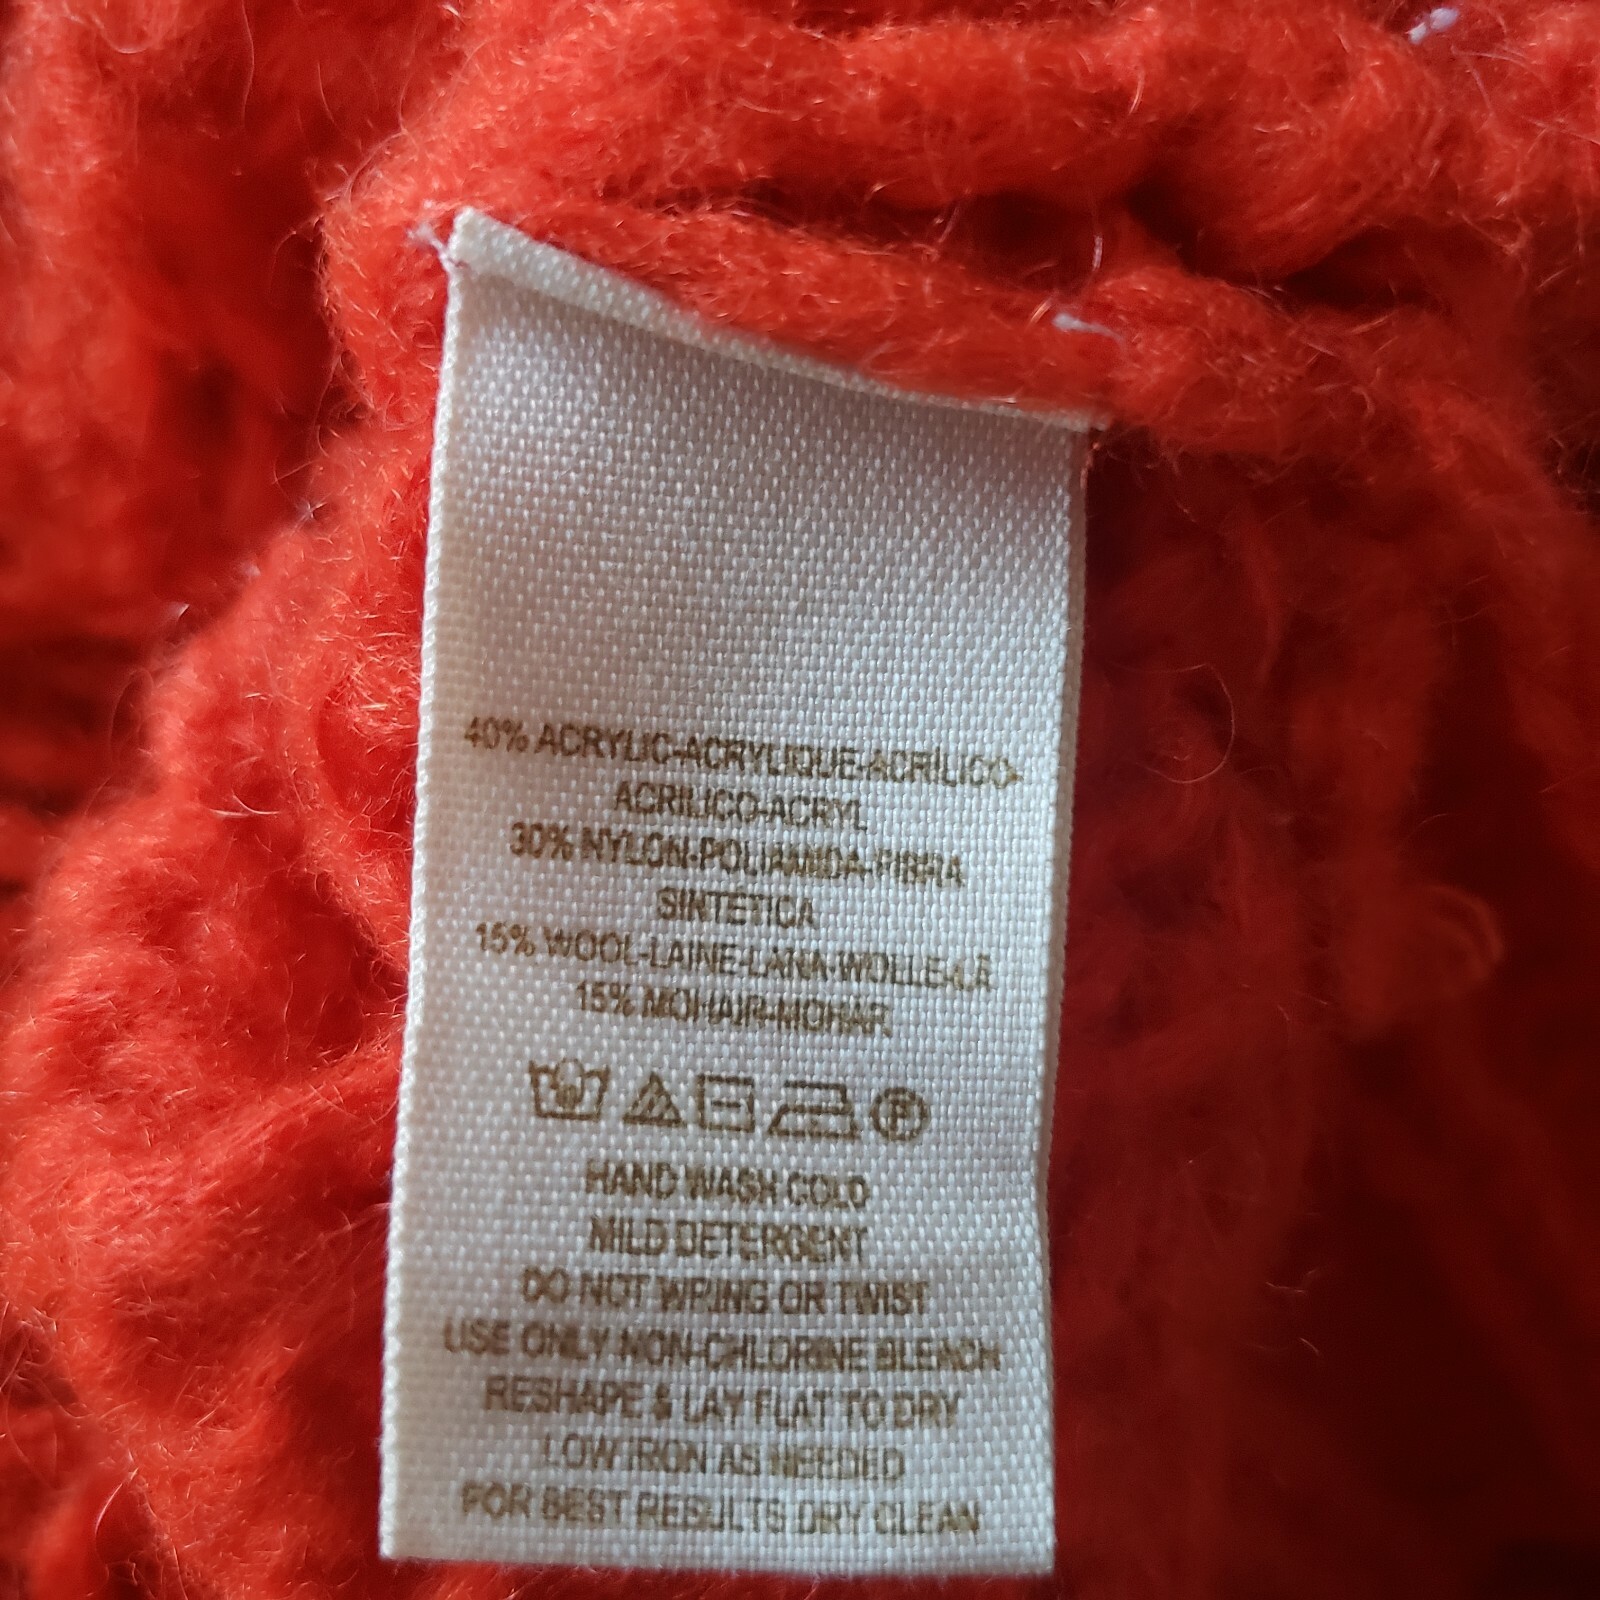 40% ACRYLIC-ACRYLIQUE-ACRÍLICO-
ACRILICO-ACRYL
30% NYLON-POLIAMIDA-FIBRA
SINTETICA
15% WOOL-LAINE-LANA-WOLLE-LÃ
15% MOHAIR-MOHAR
P
HAND WASH COLD
MILD DETERGENT
DO NOT WRING OR TWIST
USE ONLY NON-CHLORINE BLEACH
RESHAPE & LAY FLAT TO DRY
LOW IRON AS NEEDED
FOR BEST RESULTS DRY CLEAN